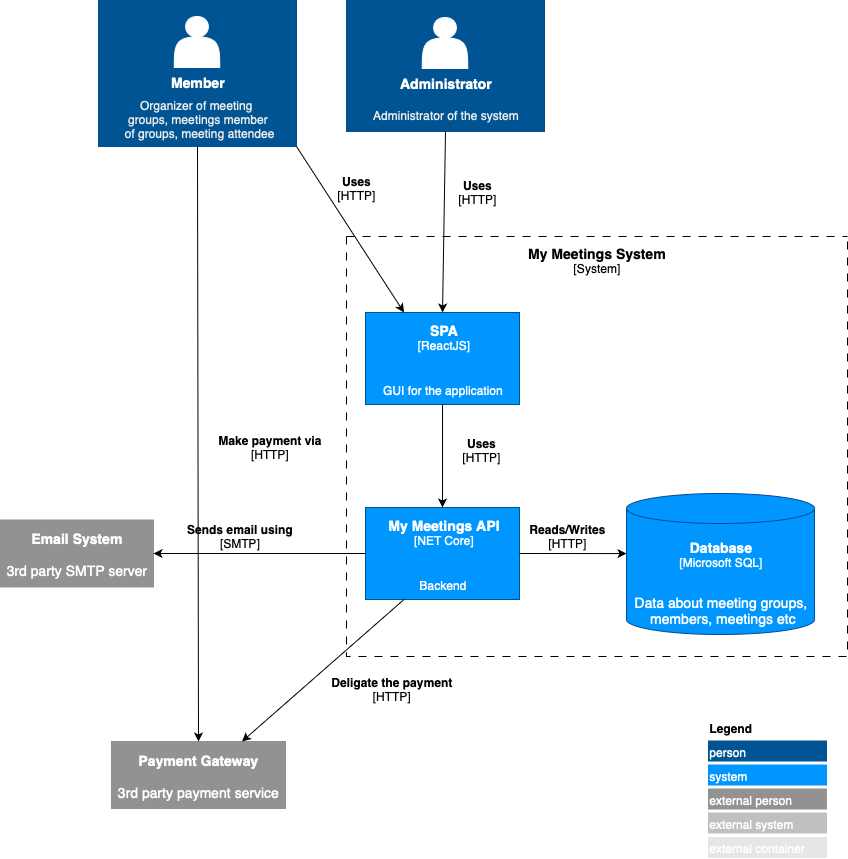 Member
Organizer of meeting
groups, meetings member
of groups, meeting attendee
Administrator
Administrator of the system
Uses
[HTTP]
Uses
[HTTP]
My Meetings System
[System]
SPA
[ReactJS]
GUI for the application
Make payment via
[HTTP]
Uses
[HTTP]
Email System
3rd party SMTP server
Sends email using
[SMTP]
My Meetings API
[NET Core]
Backend
Reads/Writes
[HTTP]
Database
[Microsoft SQL]
Data about meeting groups,
members, meetings etc
Deligate the payment
[HTTP]
Payment Gateway
3rd party payment service
Legend
person
system
external person
external system
external container